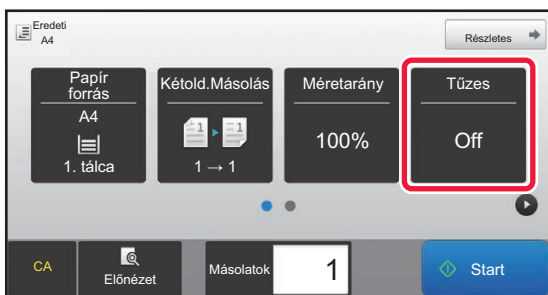 Eredeti
A4
Részletes
Papír
forrás
A4
1. tálca
Kétold.Másolás
1 → 1
Méretarány
100%
Tűzes
Off
CA
Előnézet
Másolatok
1
Start